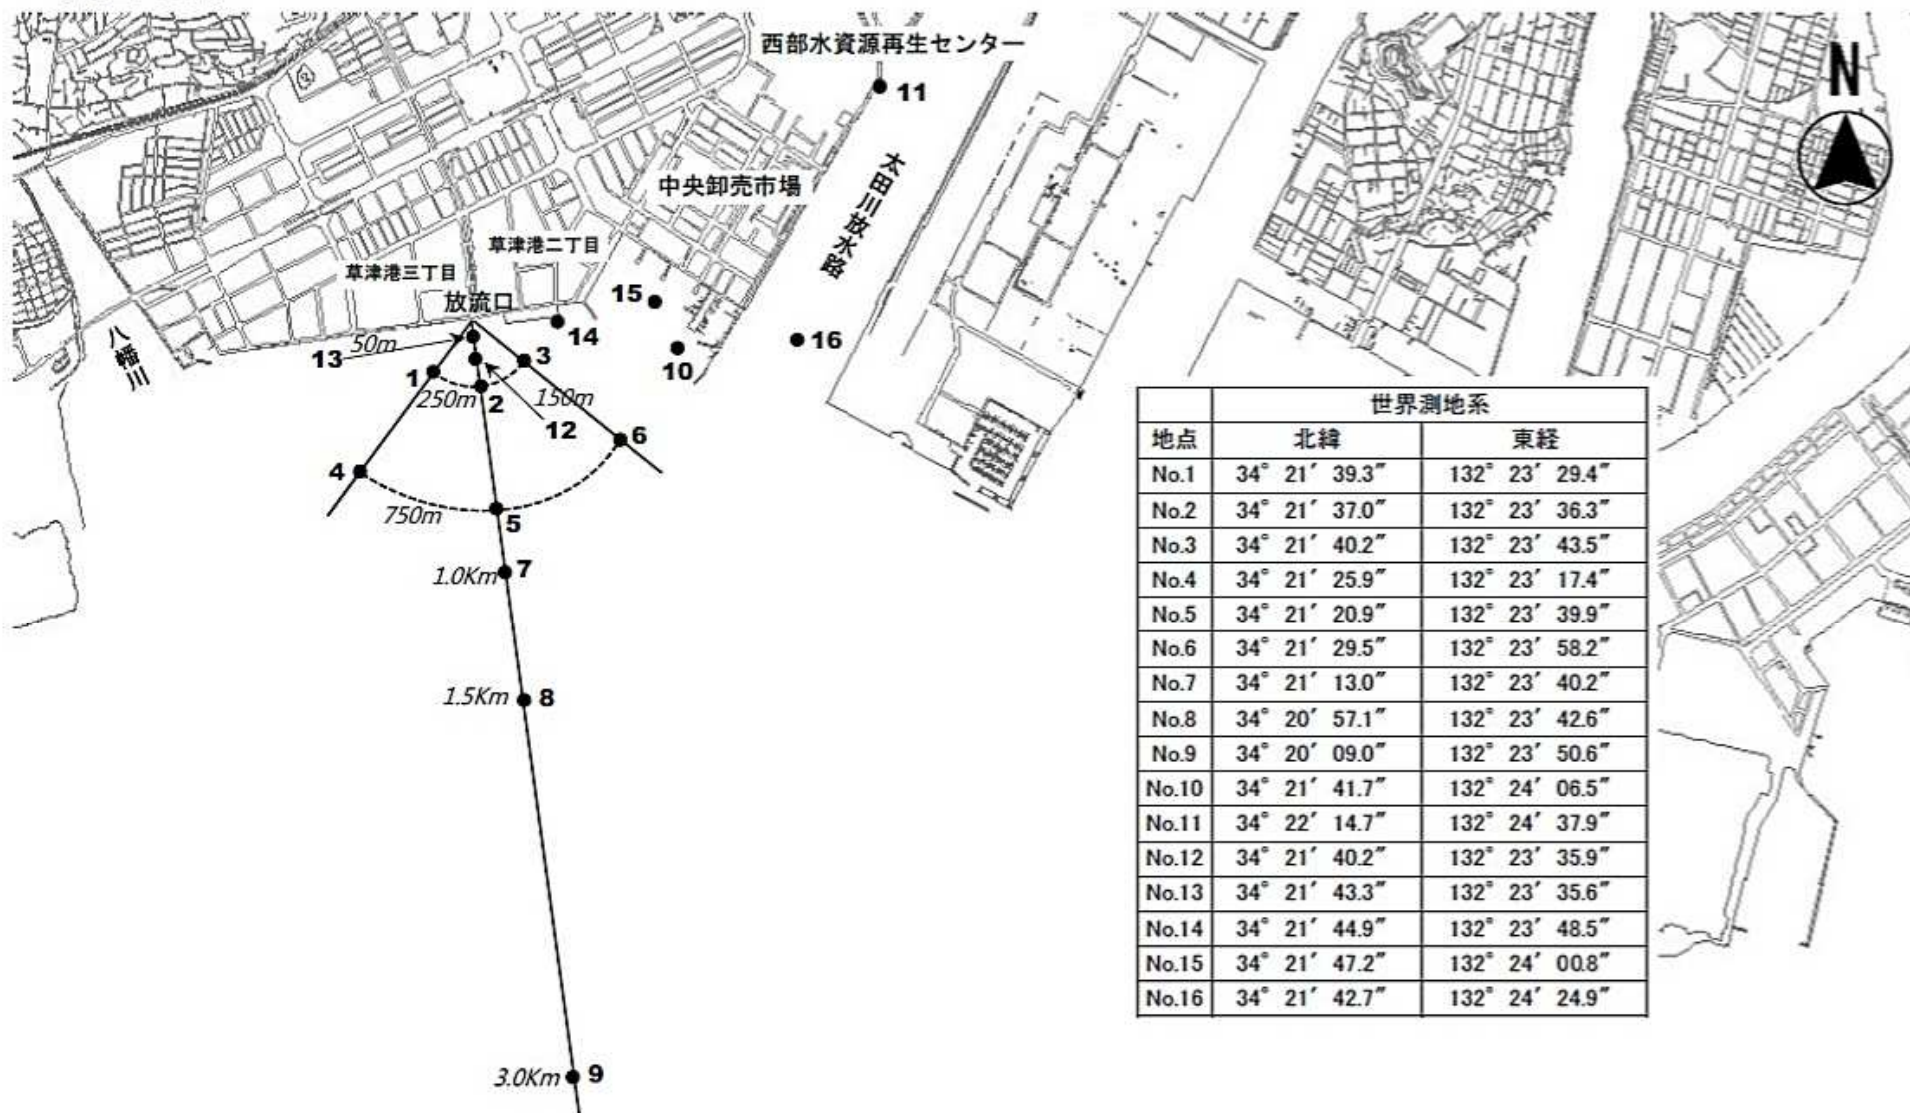 西部水資源再生センター
N
11
太田川放水路
中央卸売市場
草津港二丁目
草津港三丁目
放流口
15
14
16
10
八幡川
13
50m
3
1
250m
2
150m
12
6
4
750m
5
1.0Km
7
1.5Km
8
3.0Km
9
世界測地系
地点 北緯 東経
No.1 34° 21′ 39.3″ 132° 23′ 29.4″
No.2 34° 21′ 37.0″ 132° 23′ 36.3″
No.3 34° 21′ 40.2″ 132° 23′ 43.5″
No.4 34° 21′ 25.9″ 132° 23′ 17.4″
No.5 34° 21′ 20.9″ 132° 23′ 39.9″
No.6 34° 21′ 29.5″ 132° 23′ 58.2″
No.7 34° 21′ 13.0″ 132° 23′ 40.2″
No.8 34° 20′ 57.1″ 132° 23′ 42.6″
No.9 34° 20′ 09.0″ 132° 23′ 50.6″
No.10 34° 21′ 41.7″ 132° 24′ 06.5″
No.11 34° 22′ 14.7″ 132° 24′ 37.9″
No.12 34° 21′ 40.2″ 132° 23′ 35.9″
No.13 34° 21′ 43.3″ 132° 23′ 35.6″
No.14 34° 21′ 44.9″ 132° 23′ 48.5″
No.15 34° 21′ 47.2″ 132° 24′ 00.8″
No.16 34° 21′ 42.7″ 132° 24′ 24.9″